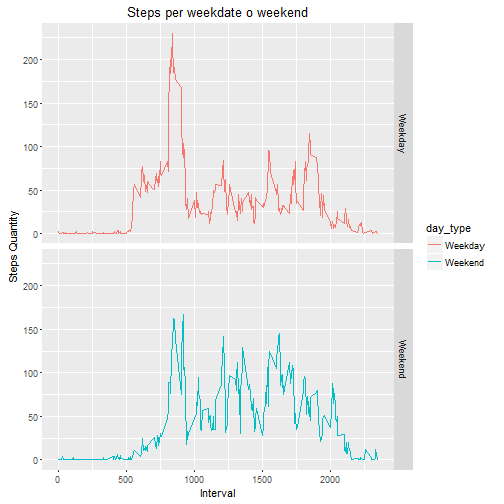 Steps per weekdate o weekend
Steps Quantity
200
150
100
50
0
Weekday
200
150
100
50
0
Weekend
0
500
1000
1500
2000
Interval
day_type
Weekday
Weekend